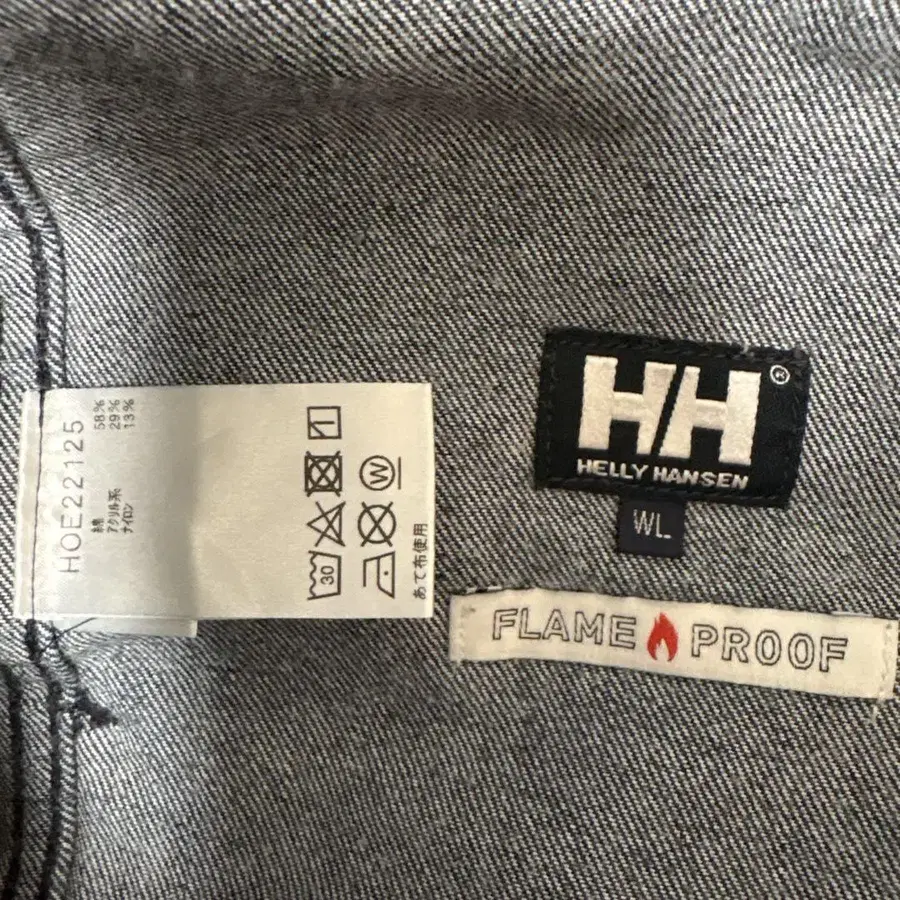 HOE22125
綿 58%
アクリル系 29%
ナイロン 13%
30
W
あて布使用
HH®
HELLY HANSEN
WL
FLAME PROOF